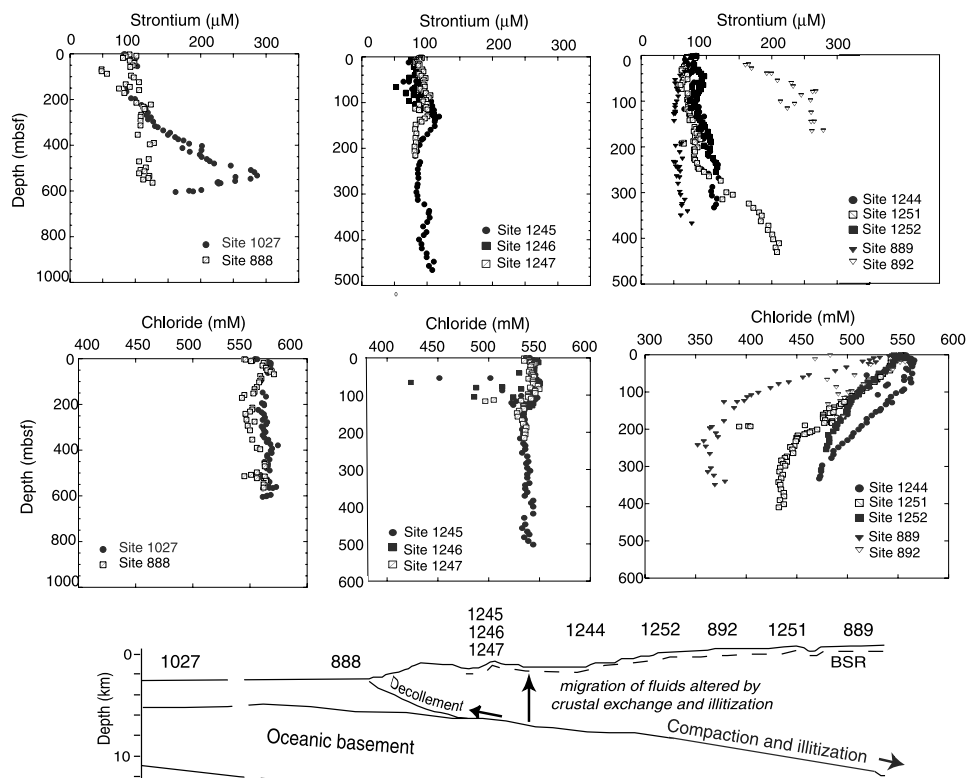 Strontium (μM)
0 100 200 300
0
200
400
600
800
1000
Depth (mbsf)
Site 1027
Site 888
Strontium (μM)
0 100 200 300
0
100
200
300
400
500
Site 1245
Site 1246
Site 1247
Strontium (μM)
0 100 200 300
0
100
200
300
400
500
Site 1244
Site 1251
Site 1252
Site 889
Site 892
Chloride (mM)
400 450 500 550 600
0
200
400
600
800
1000
Depth (mbsf)
Site 1027
Site 888
Chloride (mM)
400 450 500 550 600
0
100
200
300
400
500
600
Site 1245
Site 1246
Site 1247
Chloride (mM)
300 350 400 450 500 550 600
0
100
200
300
400
500
600
Site 1244
Site 1251
Site 1252
Site 889
Site 892
1245
1246
1247
1027 888 1244 1252 892 1251 889
BSR
0
5
10
Depth (km)
Decollement
migration of fluids altered by
crustal exchange and illitization
Oceanic basement
Compaction and illitization